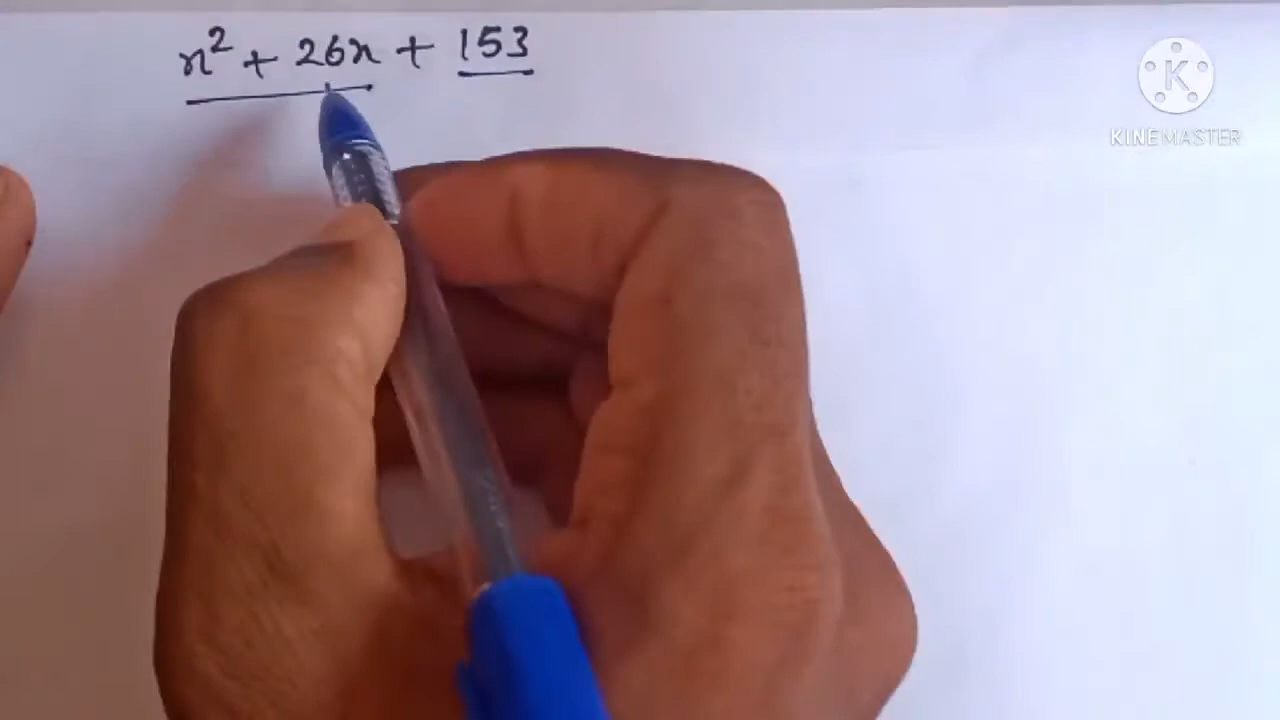 x² + 26x + 153
K
KINEMASTER